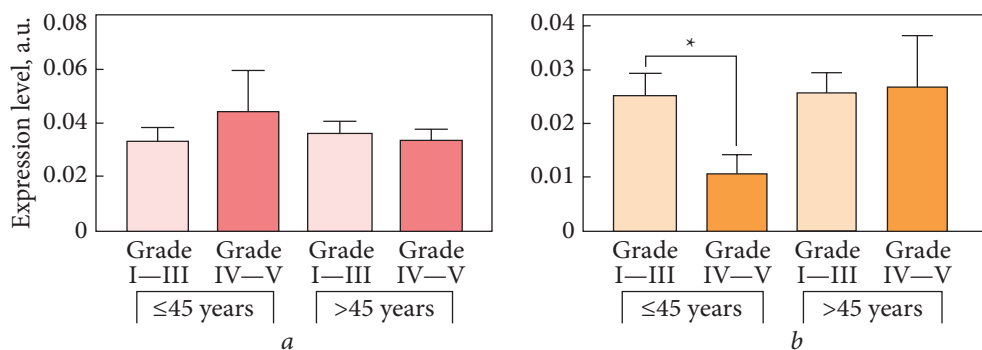 Expression level, a.u.
0.08
0.06
0.04
0.02
0
Grade
I—III
Grade
IV—V
Grade
I—III
Grade
IV—V
≤45 years
>45 years
a
0.04
0.03
0.02
0.01
0
*
Grade
I—III
Grade
IV—V
Grade
I—III
Grade
IV—V
≤45 years
>45 years
b